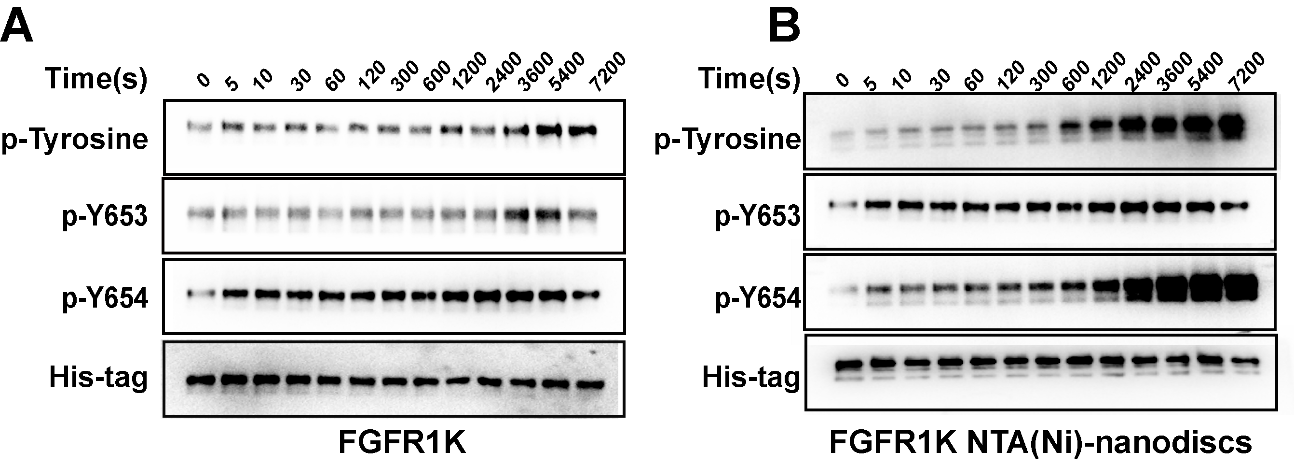 A
Time(s) 0 5 10 30 60 120 300 600 1200 2400 3600 5400 7200
p-Tyrosine
p-Y653
p-Y654
His-tag
FGFR1K
B
Time(s) 0 5 10 30 60 120 300 600 1200 2400 3600 5400 7200
p-Tyrosine
p-Y653
p-Y654
His-tag
FGFR1K NTA(Ni)-nanodiscs